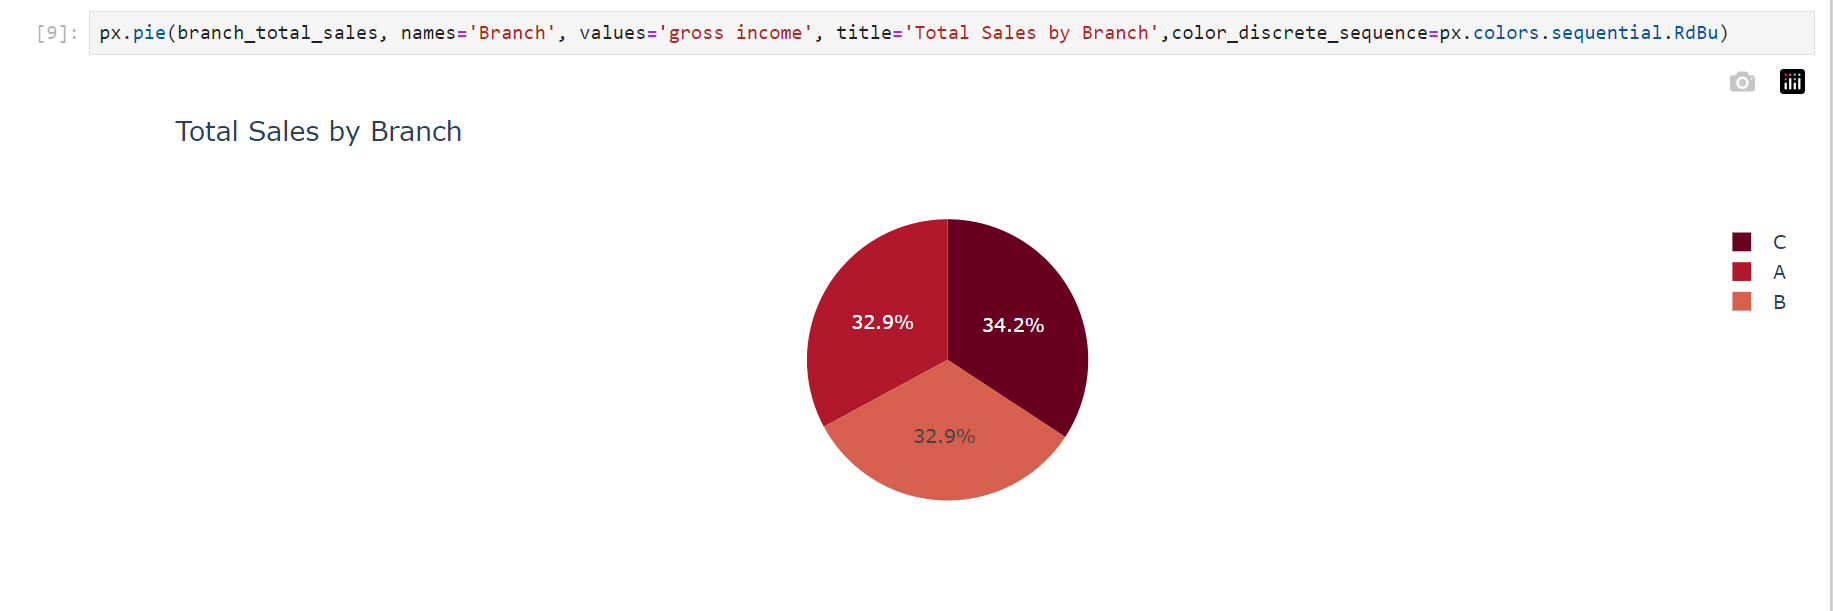 [9]: px.pie(branch_total_sales, names='Branch', values='gross income', title='Total Sales by Branch',color_discrete_sequence=px.colors.sequential.RdBu)
Total Sales by Branch
C
A
B
32.9%
34.2%
32.9%